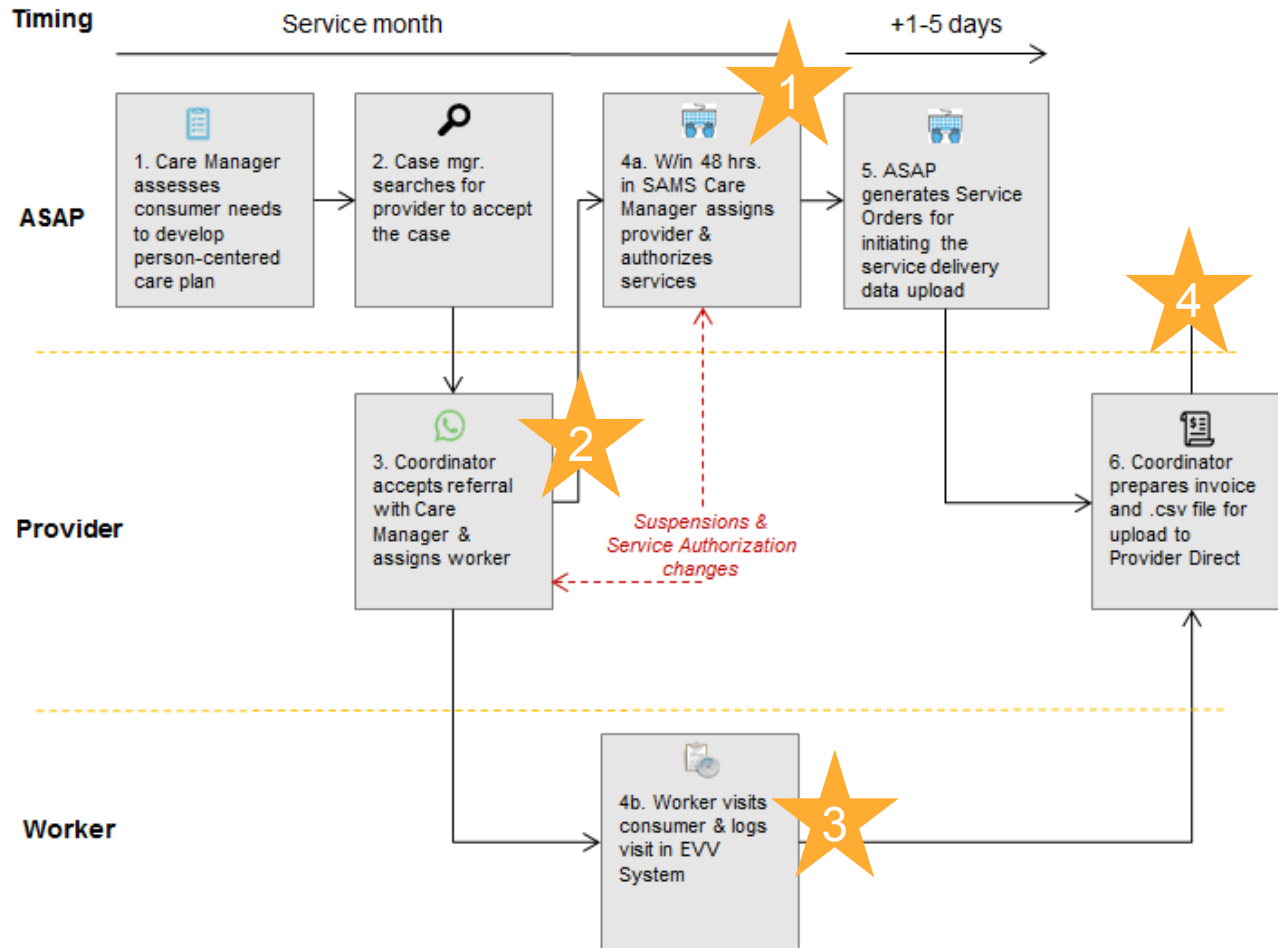 Timing
Service month
+1-5 days
1
ASAP
1. Care Manager
assesses
consumer needs
to develop
person-centered
care plan
2. Case mgr.
searches for
provider to accept
the case
4a. W/in 48 hrs.
in SAMS Care
Manager assigns
provider &
authorizes
services
5. ASAP
generates Service
Orders for
initiating the
service delivery
data upload
4
Provider
3. Coordinator
accepts referral
with Care
Manager &
assigns worker
2
Suspensions &
Service Authorization
changes
6. Coordinator
prepares invoice
and .csv file for
upload to
Provider Direct
Worker
4b. Worker visits
consumer & logs
visit in EVV
System
3